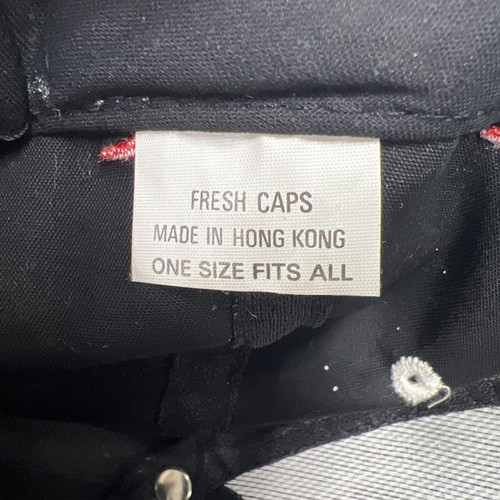 FRESH CAPS
MADE IN HONG KONG
ONE SIZE FITS ALL